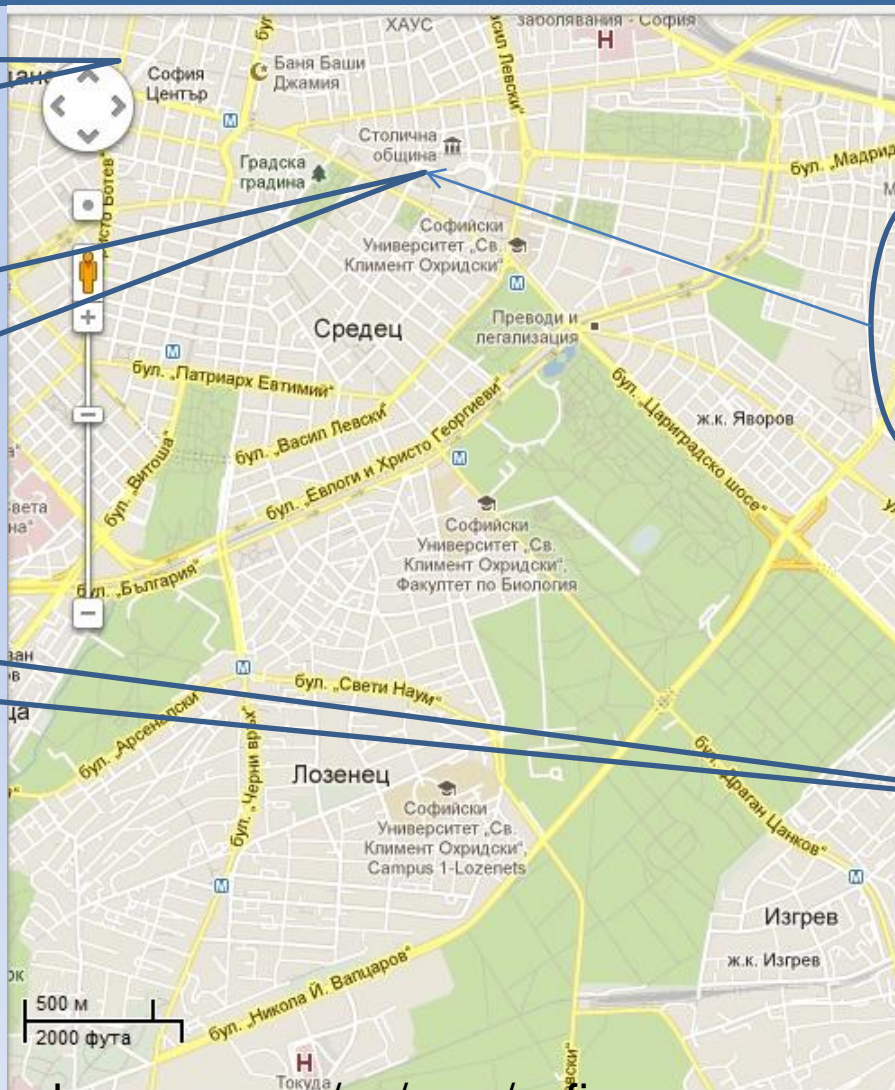 ХАУС
заболявания - София
H
Баня Баши
Джамия
София
Център
M
Столична
община
Градска
градина
бул. „Мадрид
Софийски
Университет „Св.
Климент Охридски“
M
Преводи и
легализация
Средец
M
бул. „Патриарх Евтимий“
бул. „Васил Левски“
бул. „Евлоги и Христо Георгиеви“
бул. „Цариградско шосе“
ж.к. Яворов
бул. „Витоша“
M
Софийски
Университет „Св.
Климент Охридски“,
Факултет по Биология
бул. „България“
M
бул. „Свети Наум“
бул. „Арсеналски
бул. „Черни връх“
Лозенец
Софийски
Университет „Св.
Климент Охридски“,
Campus 1-Lozenets
бул. „Драган Цанков“
M
M
Изгрев
ж.к. Изгрев
500 м
2000 фута
бул. „Никола Й. Вапцаров“
H
Токуда